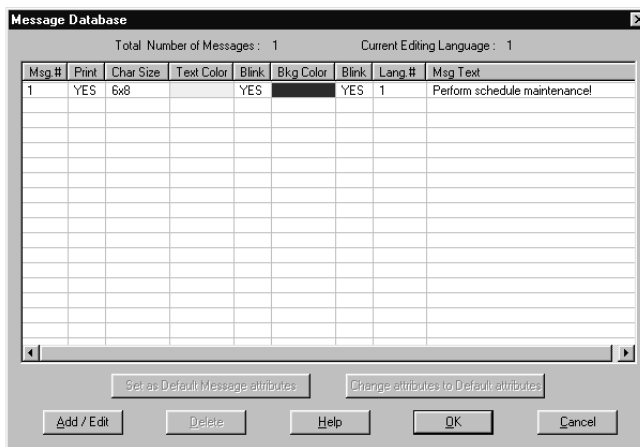 Message Database
Total Number of Messages : 1 Current Editing Language : 1
Msg.# Print Char Size Text Color Blink Bkg Color Blink Lang.# Msg Text
1 YES 6x8 YES YES 1 Perform schedule maintenance!
Set as Default Message attributes Change attributes to Default attributes
Add / Edit Delete Help OK Cancel